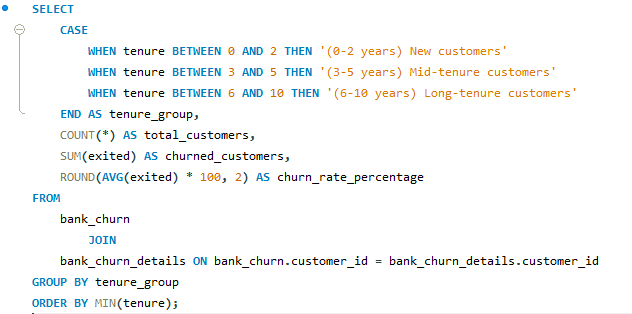 SELECT
CASE
WHEN tenure BETWEEN 0 AND 2 THEN '(0-2 years) New customers'
WHEN tenure BETWEEN 3 AND 5 THEN '(3-5 years) Mid-tenure customers'
WHEN tenure BETWEEN 6 AND 10 THEN '(6-10 years) Long-tenure customers'
END AS tenure_group,
COUNT(*) AS total_customers,
SUM(exited) AS churned_customers,
ROUND(AVG(exited) * 100, 2) AS churn_rate_percentage
FROM
bank_churn
JOIN
bank_churn_details ON bank_churn.customer_id = bank_churn_details.customer_id
GROUP BY tenure_group
ORDER BY MIN(tenure);